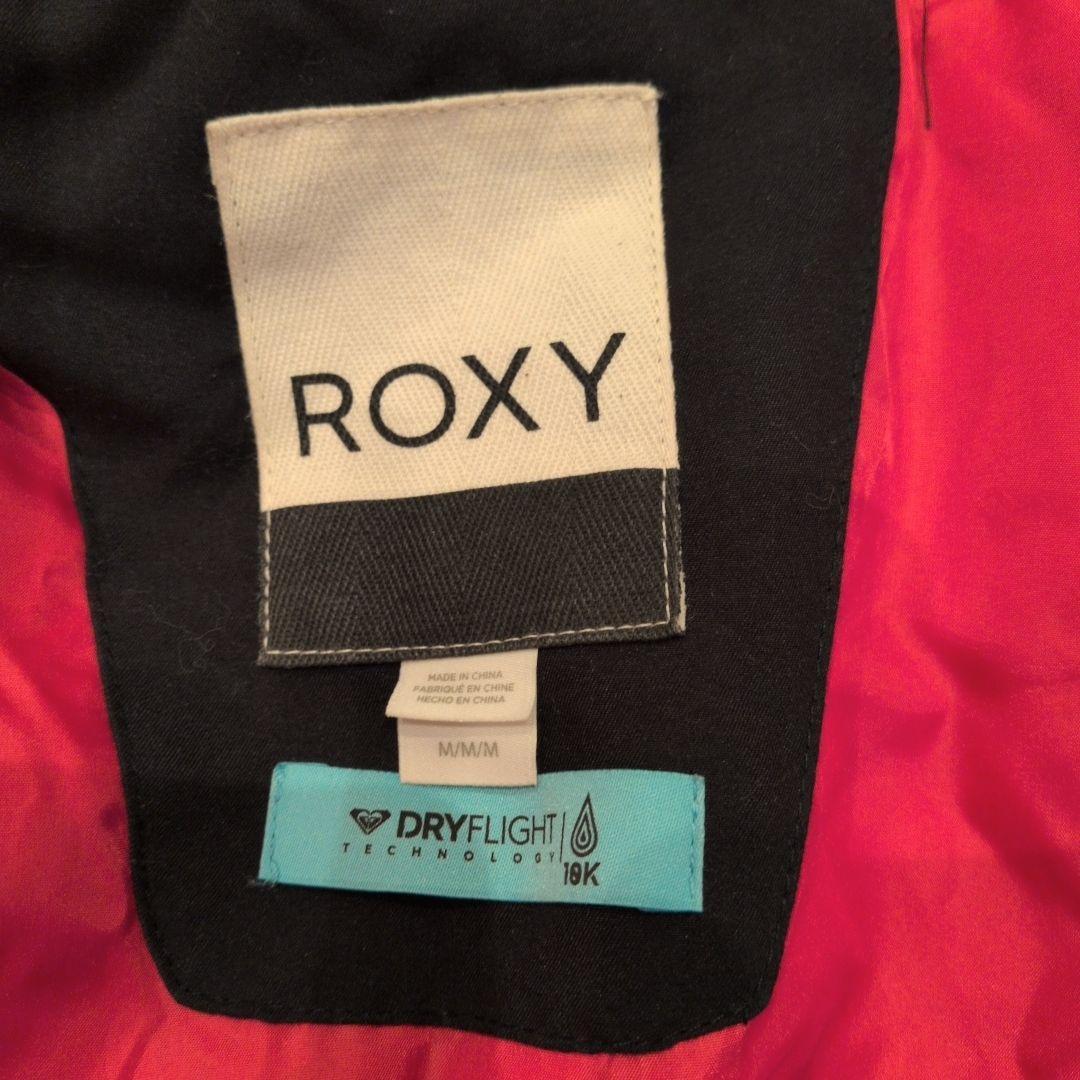 ROXY
MADE IN CHINA
FABRIQUÉ EN CHINE
HECHO EN CHINA
M/M/M
DRYFLIGHT
TECHNOLOGY
10K